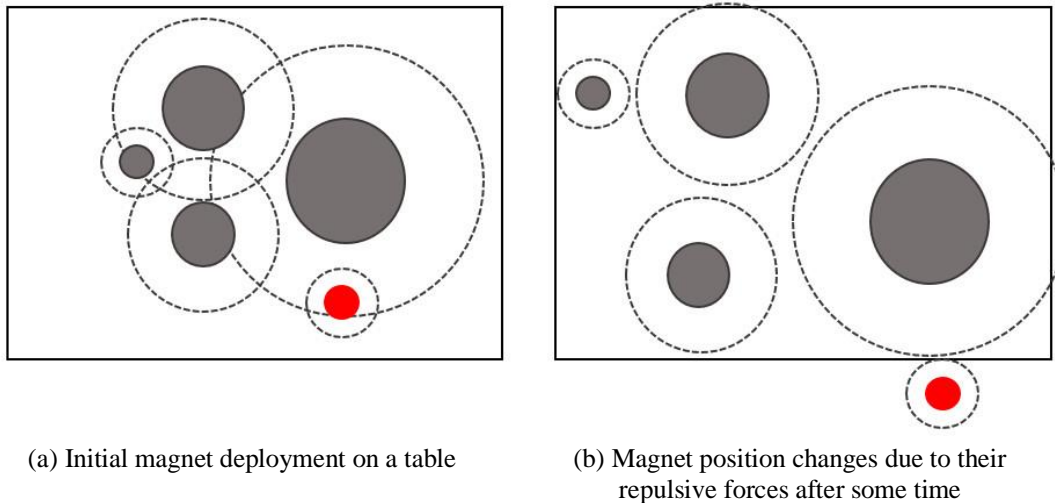 (a) Initial magnet deployment on a table
(b) Magnet position changes due to their
repulsive forces after some time